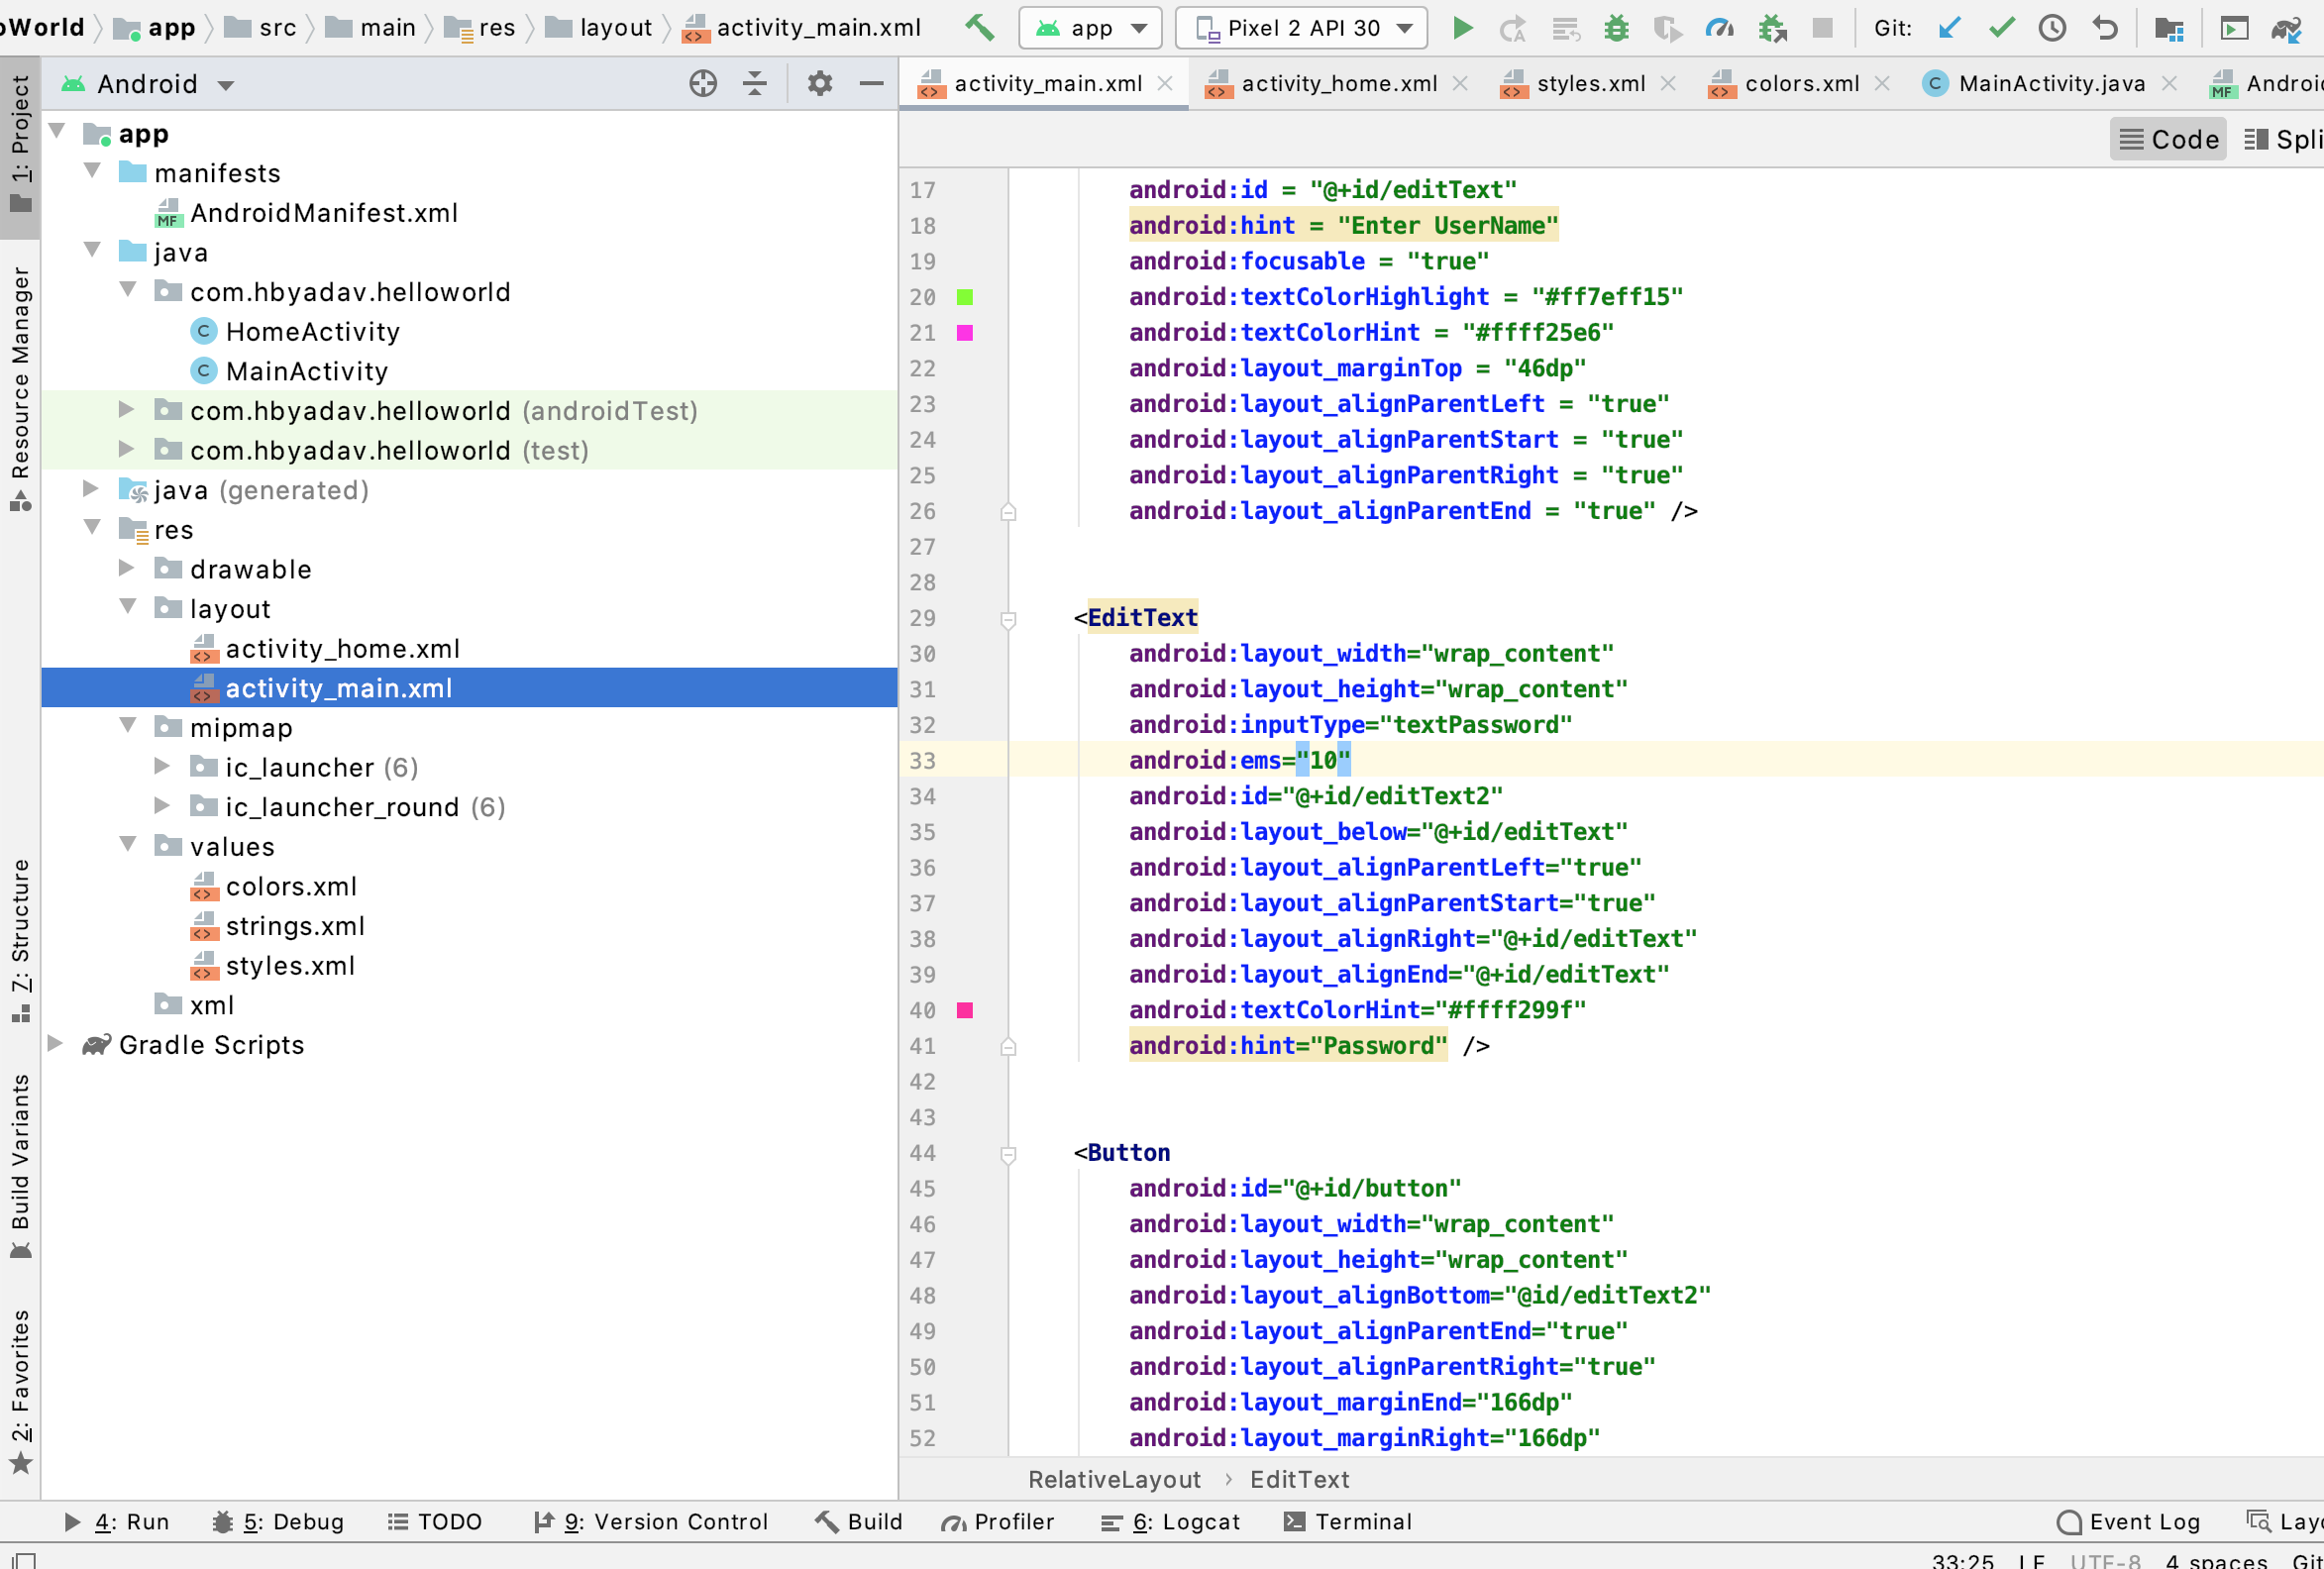 oWorld app src main res layout activity_main.xml app Pixel 2 API 30 Git:
1: Project
Resource Manager
7: Structure
Build Variants
2: Favorites
Android
app
manifests
MF AndroidManifest.xml
java
com.hbyadav.helloworld
C HomeActivity
C MainActivity
com.hbyadav.helloworld (androidTest)
com.hbyadav.helloworld (test)
java (generated)
res
drawable
layout
activity_home.xml
activity_main.xml
mipmap
ic_launcher (6)
ic_launcher_round (6)
values
colors.xml
strings.xml
styles.xml
xml
Gradle Scripts
activity_main.xml activity_home.xml styles.xml colors.xml C MainActivity.java MF Androi
Code Spli
17 android:id = "@+id/editText"
18 android:hint = "Enter UserName"
19 android:focusable = "true"
20 android:textColorHighlight = "#ff7eff15"
21 android:textColorHint = "#ffff25e6"
22 android:layout_marginTop = "46dp"
23 android:layout_alignParentLeft = "true"
24 android:layout_alignParentStart = "true"
25 android:layout_alignParentRight = "true"
26 android:layout_alignParentEnd = "true" />
27
28
29 <EditText
30 android:layout_width="wrap_content"
31 android:layout_height="wrap_content"
32 android:inputType="textPassword"
33 android:ems="10"
34 android:id="@+id/editText2"
35 android:layout_below="@+id/editText"
36 android:layout_alignParentLeft="true"
37 android:layout_alignParentStart="true"
38 android:layout_alignRight="@+id/editText"
39 android:layout_alignEnd="@+id/editText"
40 android:textColorHint="#ffff299f"
41 android:hint="Password" />
42
43
44 <Button
45 android:id="@+id/button"
46 android:layout_width="wrap_content"
47 android:layout_height="wrap_content"
48 android:layout_alignBottom="@id/editText2"
49 android:layout_alignParentEnd="true"
50 android:layout_alignParentRight="true"
51 android:layout_marginEnd="166dp"
52 android:layout_marginRight="166dp"
RelativeLayout › EditText
4: Run 5: Debug TODO 9: Version Control Build Profiler 6: Logcat Terminal Event Log Layo
33:25 LF UTF-8 4 spaces Git